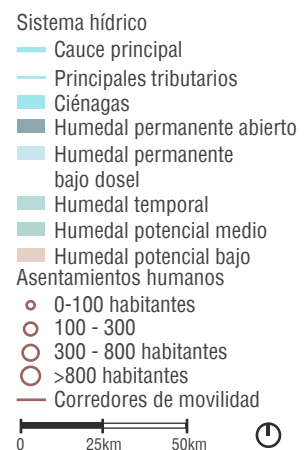 Sistema hídrico
Cauce principal
Principales tributarios
Ciénagas
Humedal permanente abierto
Humedal permanente
bajo dosel
Humedal temporal
Humedal potencial medio
Humedal potencial bajo
Asentamientos humanos
0-100 habitantes
100 - 300
300 - 800 habitantes
>800 habitantes
Corredores de movilidad
0 25km 50km